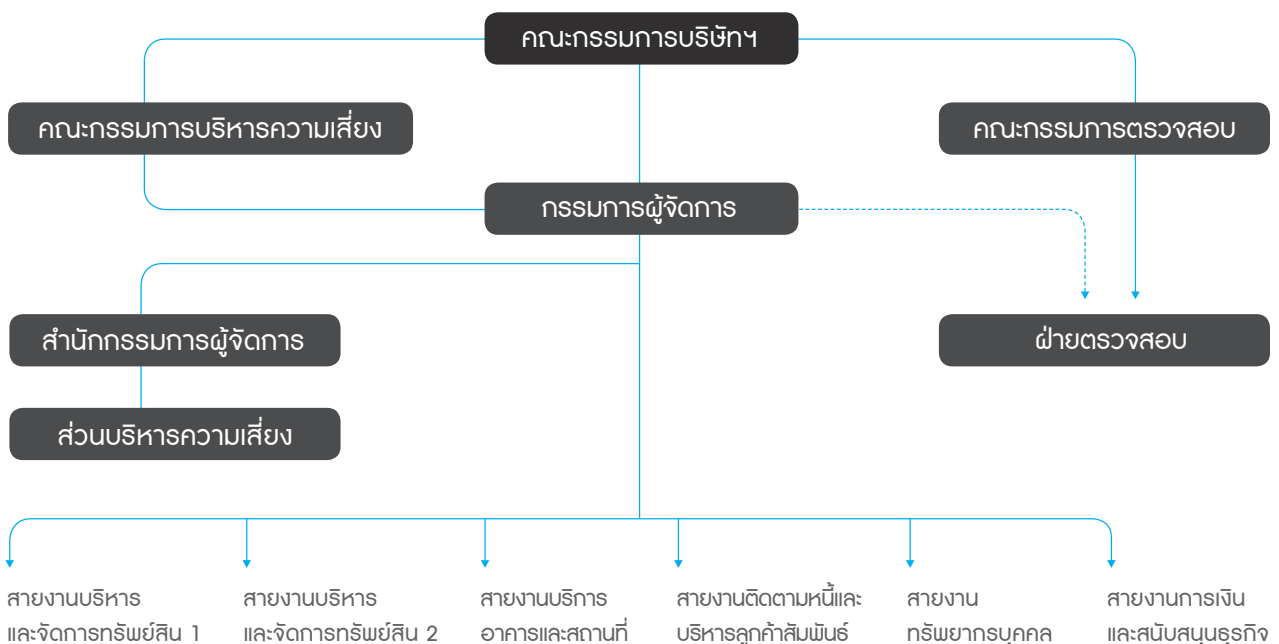 คณะกรรมการบริษัทฯ
คณะกรรมการบริหารความเสี่ยง
คณะกรรมการตรวจสอบ
กรรมการผู้จัดการ
สำนักกรรมการผู้จัดการ
ฝ่ายตรวจสอบ
ส่วนบริหารความเสี่ยง
สายงานบริหาร
และจัดการทรัพย์สิน 1
สายงานบริหาร
และจัดการทรัพย์สิน 2
สายงานบริการ
อาคารและสถานที่
สายงานติดตามหนี้และ
บริหารลูกค้าสัมพันธ์
สายงาน
ทรัพยากรบุคคล
สายงานการเงิน
และสนับสนุนธุรกิจ